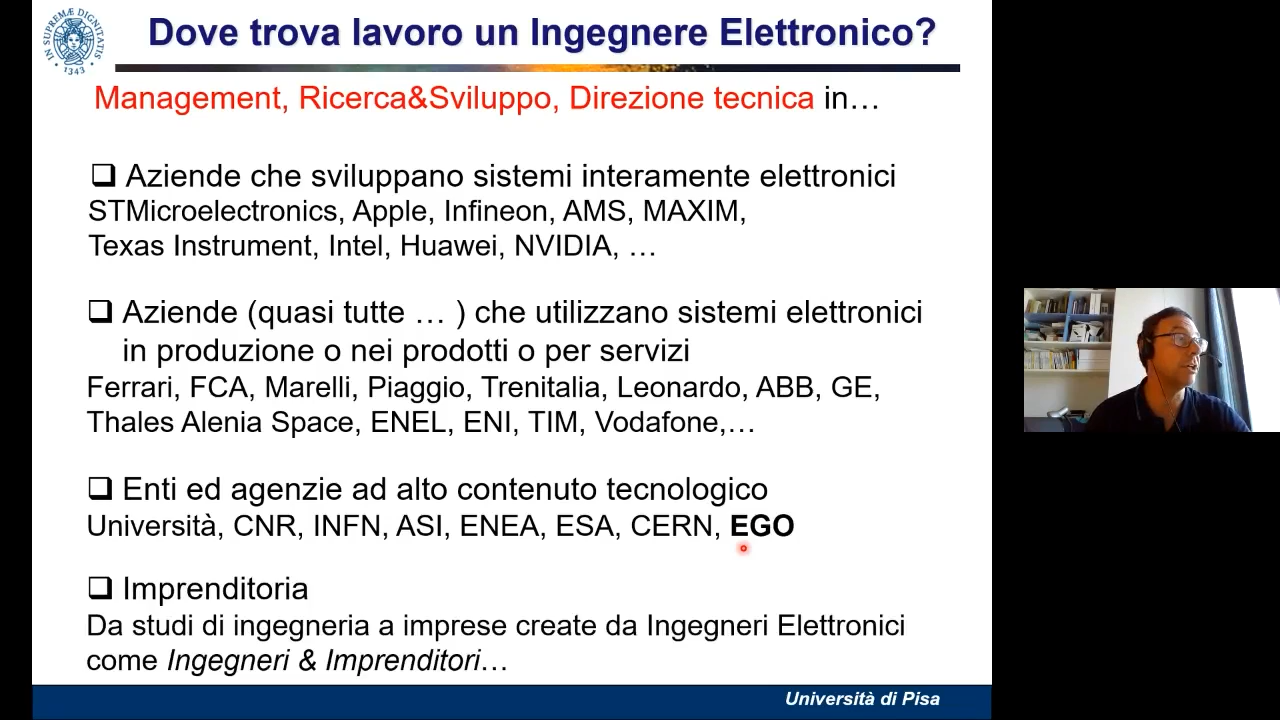 IN SUPREMÆ DIGNITATIS
1343
Dove trova lavoro un Ingegnere Elettronico?
Management, Ricerca&Sviluppo, Direzione tecnica in…
❑ Aziende che sviluppano sistemi interamente elettronici
STMicroelectronics, Apple, Infineon, AMS, MAXIM,
Texas Instrument, Intel, Huawei, NVIDIA, …
❑ Aziende (quasi tutte … ) che utilizzano sistemi elettronici
in produzione o nei prodotti o per servizi
Ferrari, FCA, Marelli, Piaggio, Trenitalia, Leonardo, ABB, GE,
Thales Alenia Space, ENEL, ENI, TIM, Vodafone,…
❑ Enti ed agenzie ad alto contenuto tecnologico
Università, CNR, INFN, ASI, ENEA, ESA, CERN, EGO
❑ Imprenditoria
Da studi di ingegneria a imprese create da Ingegneri Elettronici
come Ingegneri & Imprenditori…
Università di Pisa